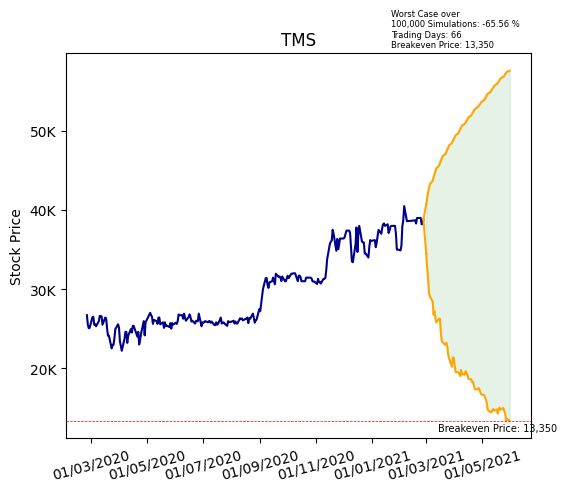 Worst Case over
100,000 Simulations: -65.56 %
Trading Days: 66
Breakeven Price: 13,350
TMS
Stock Price
50K
40K
30K
20K
Breakeven Price: 13,350
01/03/2020
01/05/2020
01/07/2020
01/09/2020
01/11/2020
01/01/2021
01/03/2021
01/05/2021